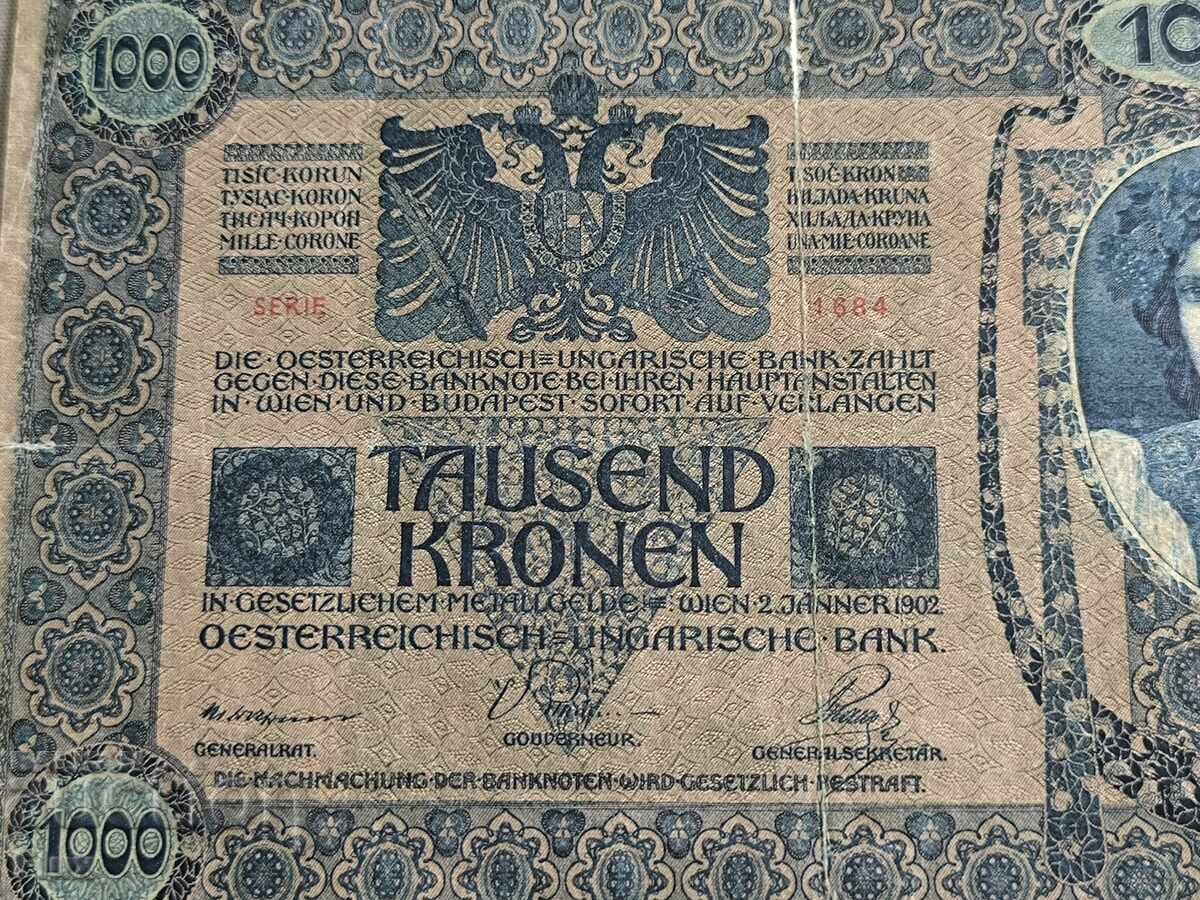 1000
10
TISÍC·KORUN
TYSIĄC·KORON
ТИСЯЧ·КОРОН
MILLE·CORONE
TISOČ·KRON
HILJADA·KRUNA
ХИЉАДА·КРУНА
UNA·MIE·COROANE
SERIE 1684
DIE·OESTERREICHISCH=UNGARISCHE·BANK·ZAHLT
GEGEN·DIESE·BANKNOTE·BEI·IHREN·HAUPTANSTALTEN
IN·WIEN·UND·BUDAPEST·SOFORT·AUF·VERLANGEN
TAUSEND
KRONEN
IN·GESETZLICHEM·METALLGELDE·=·WIEN·2.JÄNNER·1902.
OESTERREICHISCH=UNGARISCHE·BANK.
GENERALRAT.
GOUVERNEUR.
GENERALSEKRETÄR.
DIE·NACHMACHUNG·DER·BANKNOTEN·WIRD·GESETZLICH·BESTRAFT.
1000